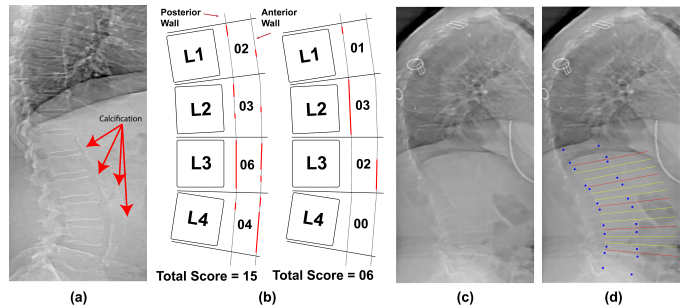 Posterior
Wall
Anterior
Wall
Calcification
L1
02
L1
01
L2
03
L2
03
L3
06
L3
02
L4
04
L4
00
Total Score = 15
Total Score = 06
(a)
(b)
(c)
(d)